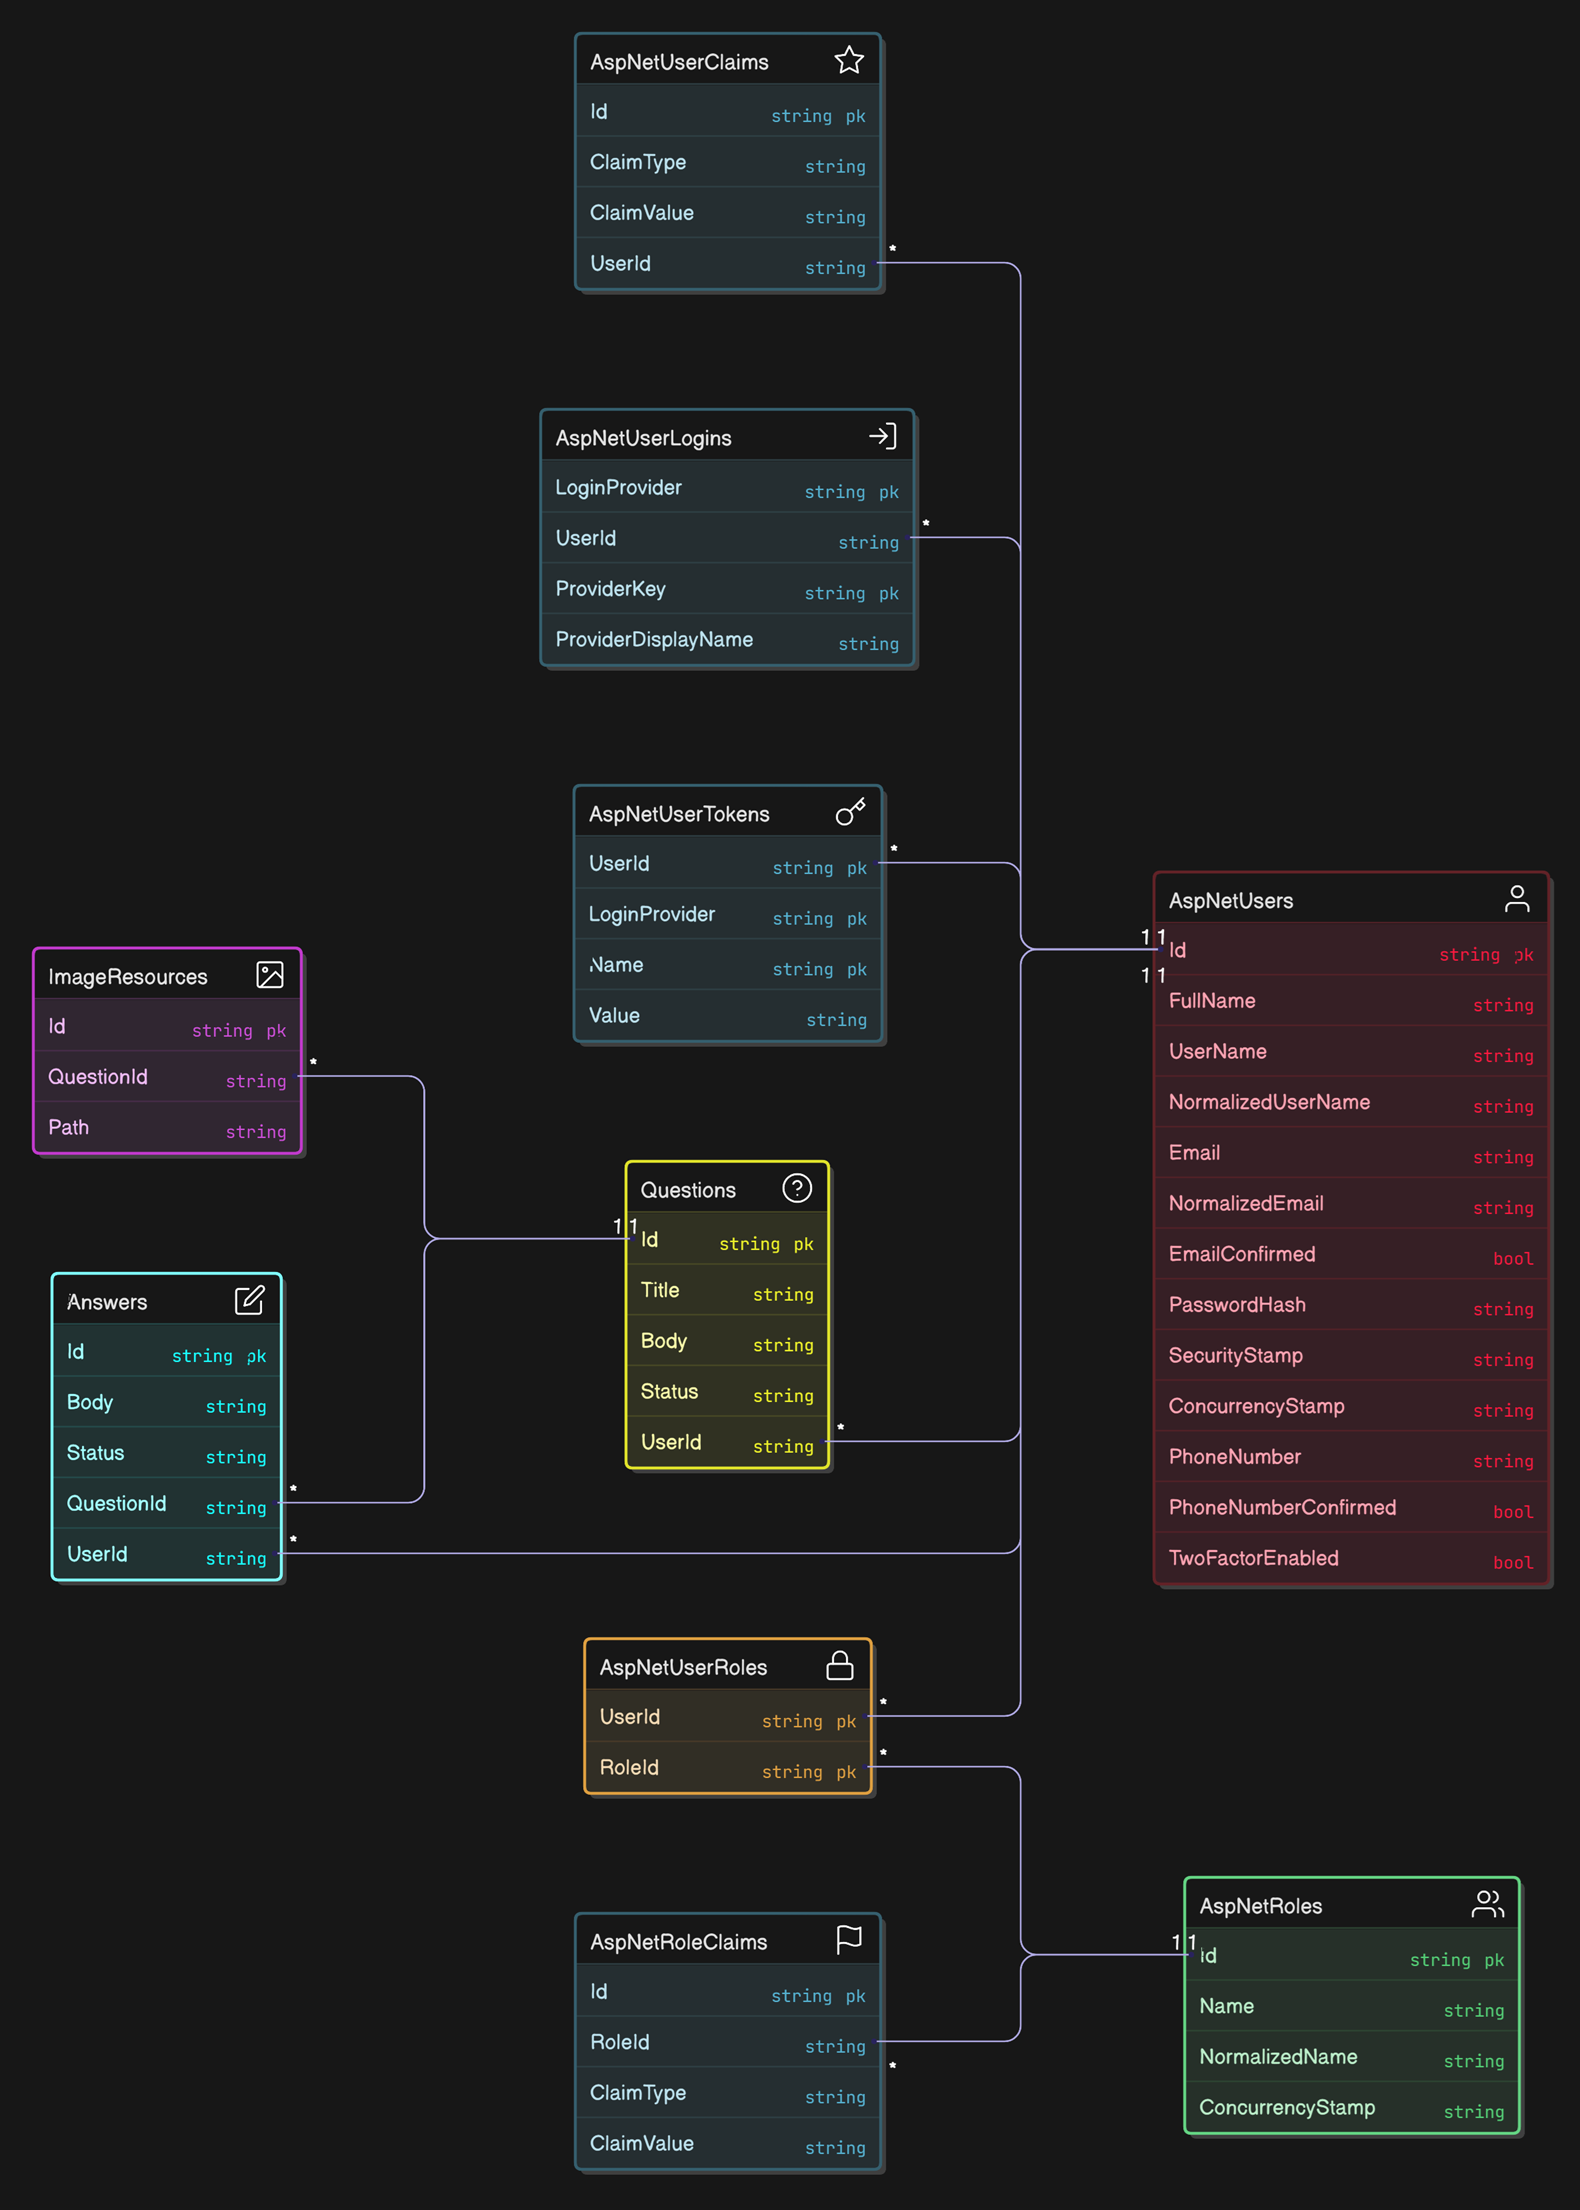 AspNetUserClaims
Id string pk
ClaimType string
ClaimValue string
UserId string
*
AspNetUserLogins
LoginProvider string pk
UserId string
*
ProviderKey string pk
ProviderDisplayName string
AspNetUserTokens
UserId string pk
*
LoginProvider string pk
Name string pk
Value string
AspNetUsers
1 1
Id string pk
1 1
FullName string
UserName string
NormalizedUserName string
Email string
NormalizedEmail string
EmailConfirmed bool
PasswordHash string
SecurityStamp string
ConcurrencyStamp string
PhoneNumber string
PhoneNumberConfirmed bool
TwoFactorEnabled bool
ImageResources
Id string pk
QuestionId string
*
Path string
Questions
1 1
Id string pk
Title string
Body string
Status string
UserId string
*
Answers
Id string pk
Body string
Status string
QuestionId string
*
UserId string
*
AspNetUserRoles
UserId string pk
*
RoleId string pk
*
AspNetRoleClaims
Id string pk
RoleId string
*
ClaimType string
ClaimValue string
AspNetRoles
1 1
Id string pk
Name string
NormalizedName string
ConcurrencyStamp string